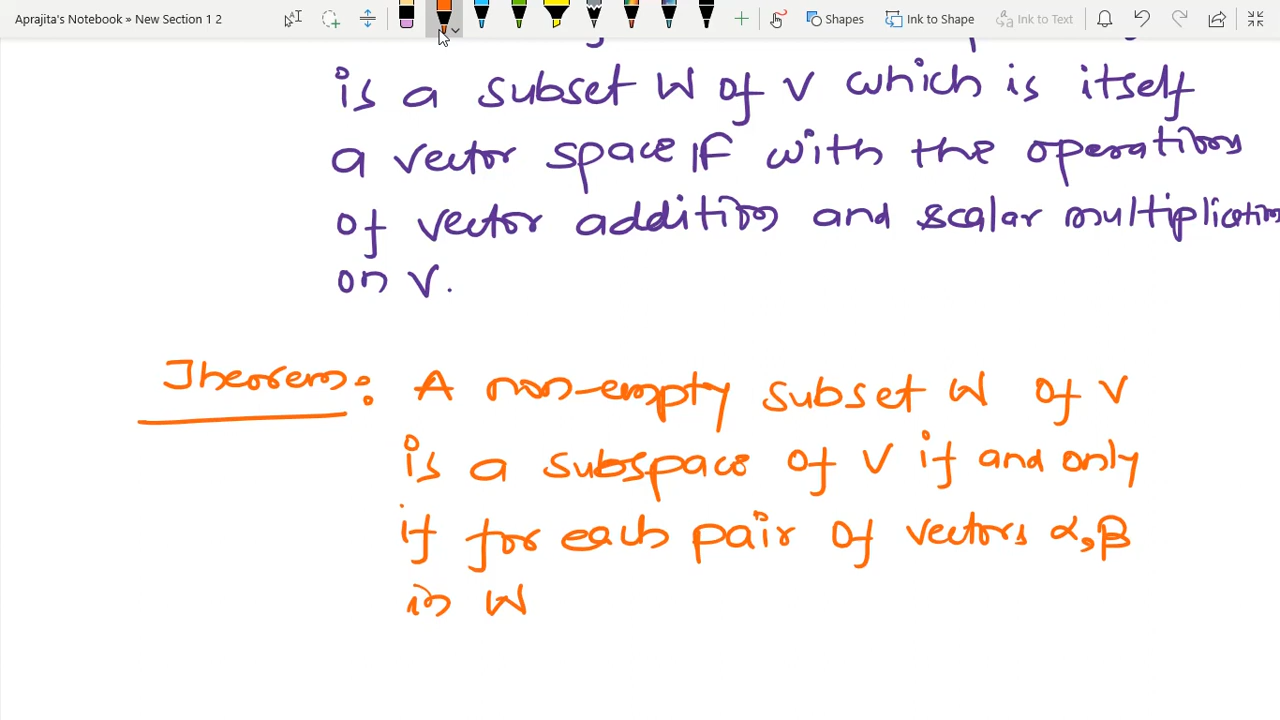 Aprajita's Notebook » New Section 1 2
Shapes Ink to Shape Ink to Text
is a subset W of V which is itself
a vector space IF with the operations
of vector addition and scalar multiplication
on V.
Theorem: A non-empty subset W of V
is a subspace of V if and only
if for each pair of vectors α, β
in W